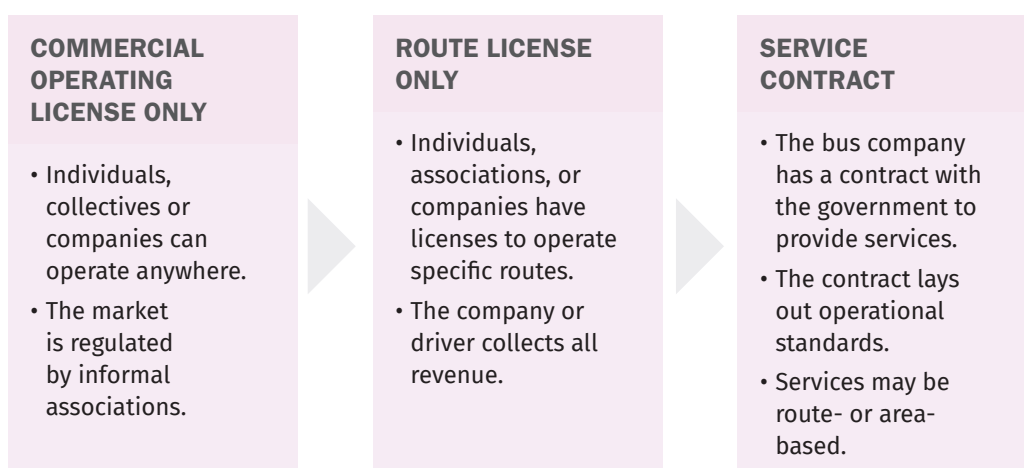 COMMERCIAL
OPERATING
LICENSE ONLY
• Individuals,
collectives or
companies can
operate anywhere.
• The market
is regulated
by informal
associations.
ROUTE LICENSE
ONLY
• Individuals,
associations, or
companies have
licenses to operate
specific routes.
• The company or
driver collects all
revenue.
SERVICE
CONTRACT
• The bus company
has a contract with
the government to
provide services.
• The contract lays
out operational
standards.
• Services may be
route- or area-
based.